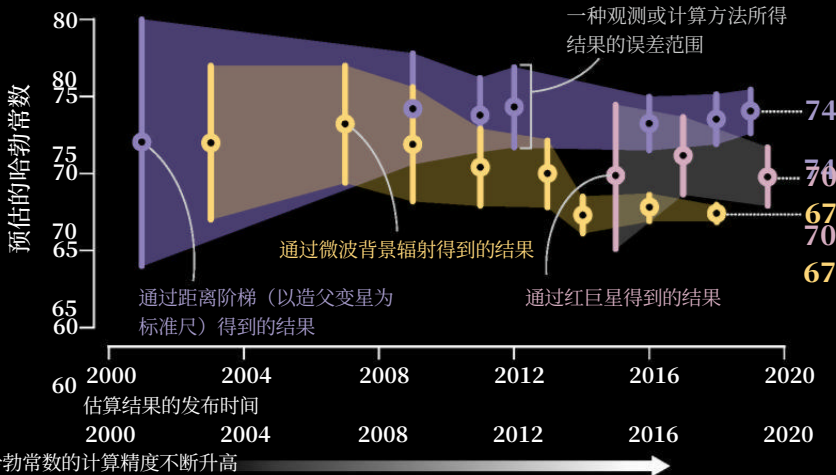 一种观测或计算方法所得
结果的误差范围
预估的哈勃常数
80
80
75
75
70
70
65
65
60
60
74
74
70
67
70
67
通过微波背景辐射得到的结果
通过距离阶梯（以造父变星为
标准尺）得到的结果
通过红巨星得到的结果
2000 2004 2008 2012 2016 2020
估算结果的发布时间
2000 2004 2008 2012 2016 2020
勃常数的计算精度不断升高